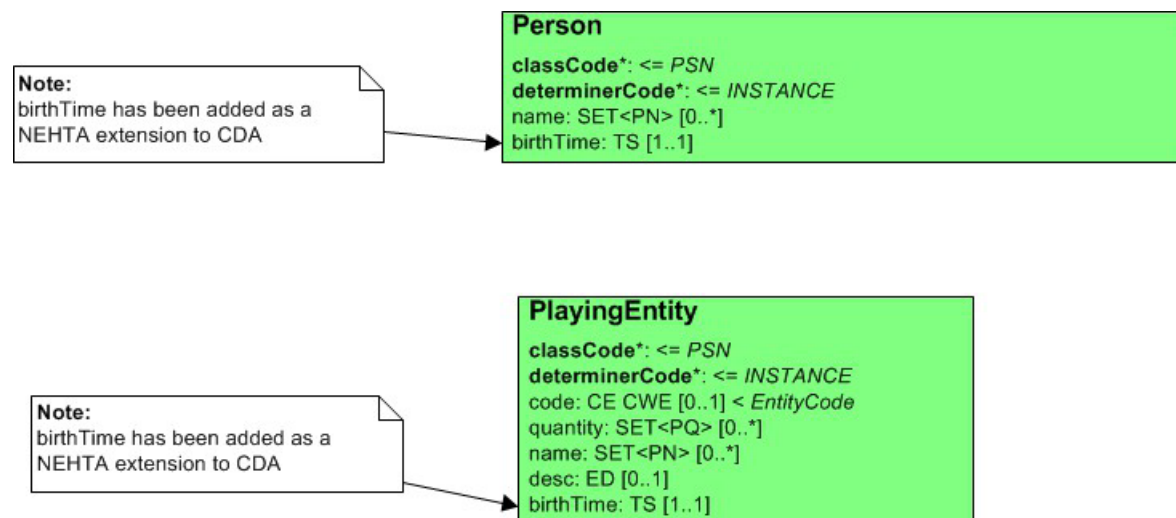 Person
classCode*: <= PSN
determinerCode*: <= INSTANCE
name: SET<PN> [0..*]
birthTime: TS [1..1]
Note:
birthTime has been added as a
NEHTA extension to CDA
PlayingEntity
classCode*: <= PSN
determinerCode*: <= INSTANCE
code: CE CWE [0..1] < EntityCode
quantity: SET<PQ> [0..*]
name: SET<PN> [0..*]
desc: ED [0..1]
birthTime: TS [1..1]
Note:
birthTime has been added as a
NEHTA extension to CDA